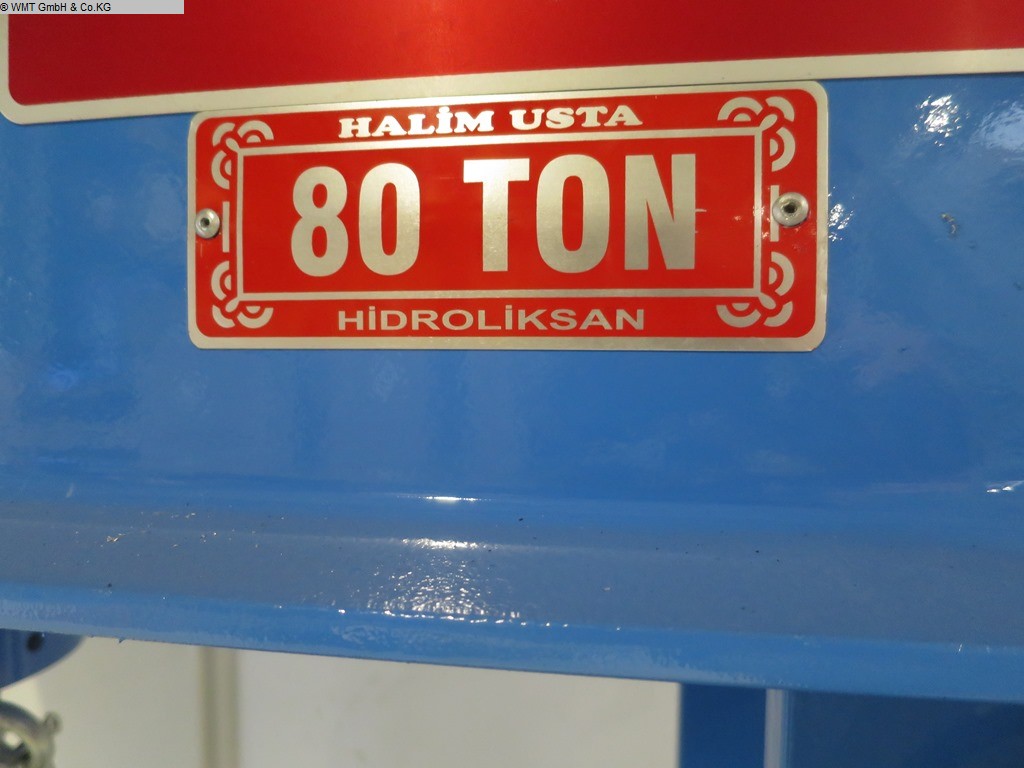 © WMT GmbH & Co.KG
HALİM USTA
80 TON
HİDROLİKSAN